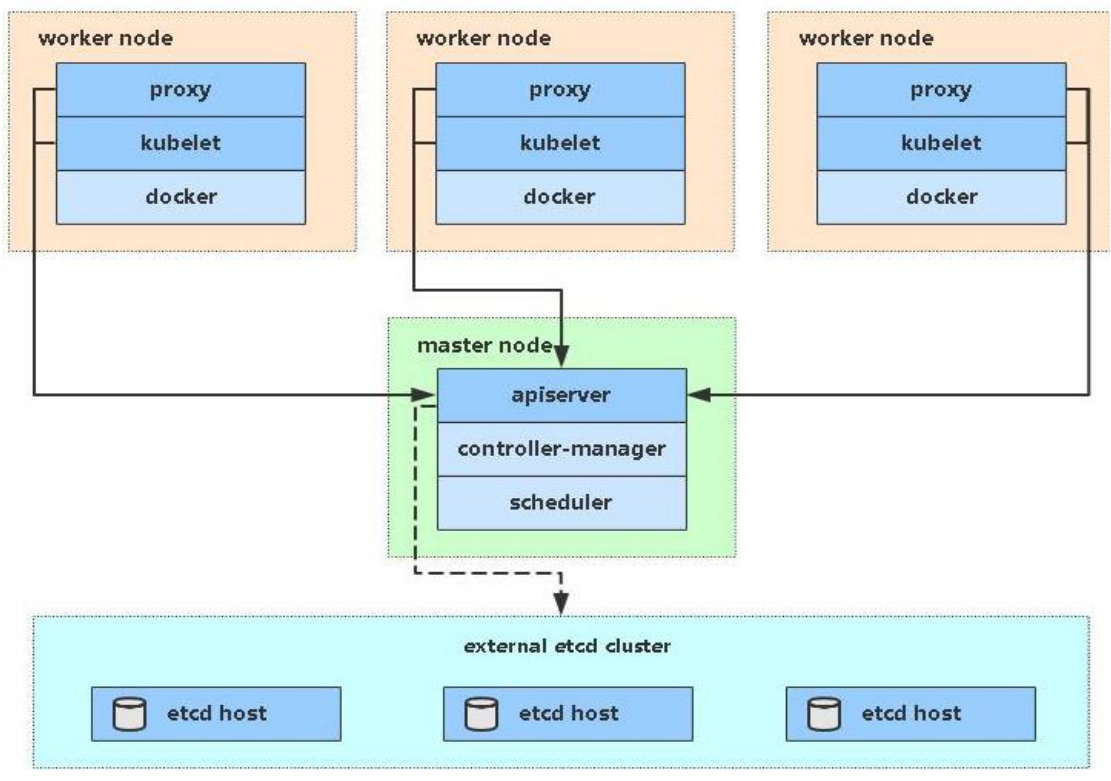 worker node
proxy
kubelet
docker
worker node
proxy
kubelet
docker
worker node
proxy
kubelet
docker
master node
apiserver
controller-manager
scheduler
external etcd cluster
etcd host
etcd host
etcd host